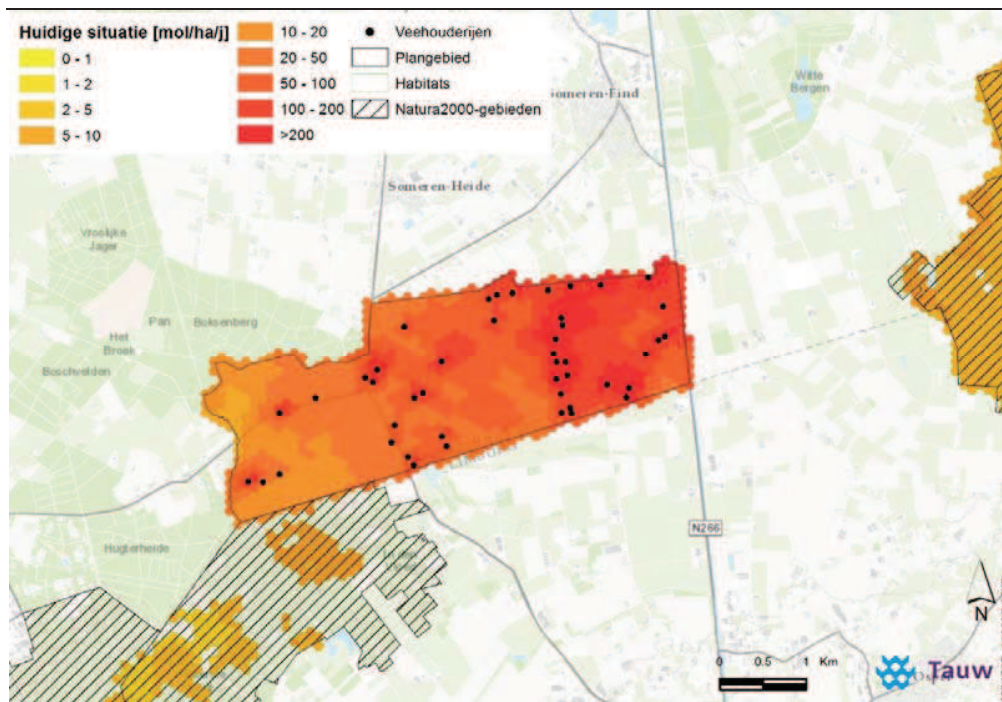 Huidige situatie [mol/ha/j]
0 - 1
1 - 2
2 - 5
5 - 10
10 - 20
20 - 50
50 - 100
100 - 200
>200
Veehouderijen
Plangebied
Habitats
Natura2000-gebieden
Witte
Bergen
Someren-Eind
Someren-Heide
Vroolijke
Jager
Pan
Boksenberg
Het
Broek
Boschvelden
Hugterheide
N266
N
0 0.5 1 Km
Tauw